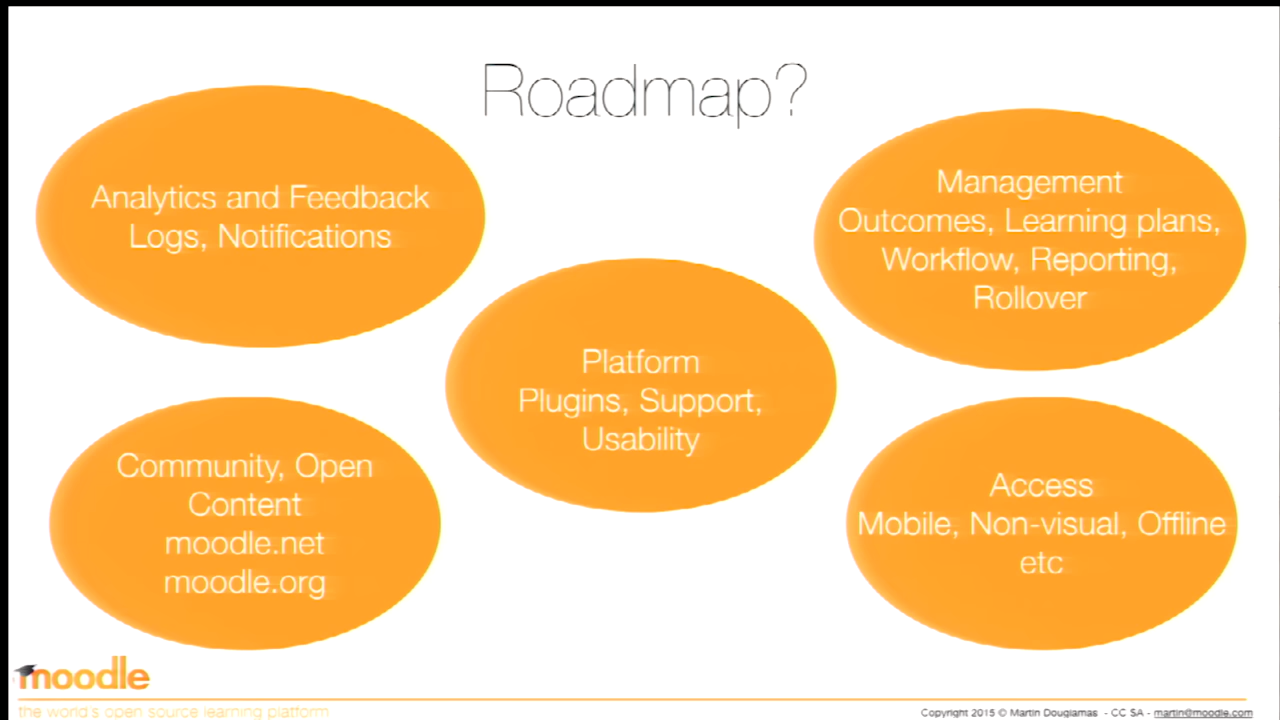 Roadmap?
Analytics and Feedback
Logs, Notifications
Management
Outcomes, Learning plans,
Workflow, Reporting,
Rollover
Platform
Plugins, Support,
Usability
Community, Open
Content
moodle.net
moodle.org
Access
Mobile, Non-visual, Offline
etc
moodle
the world's open source learning platform
Copyright 2015 © Martin Dougiamas - CC SA - martin@moodle.com